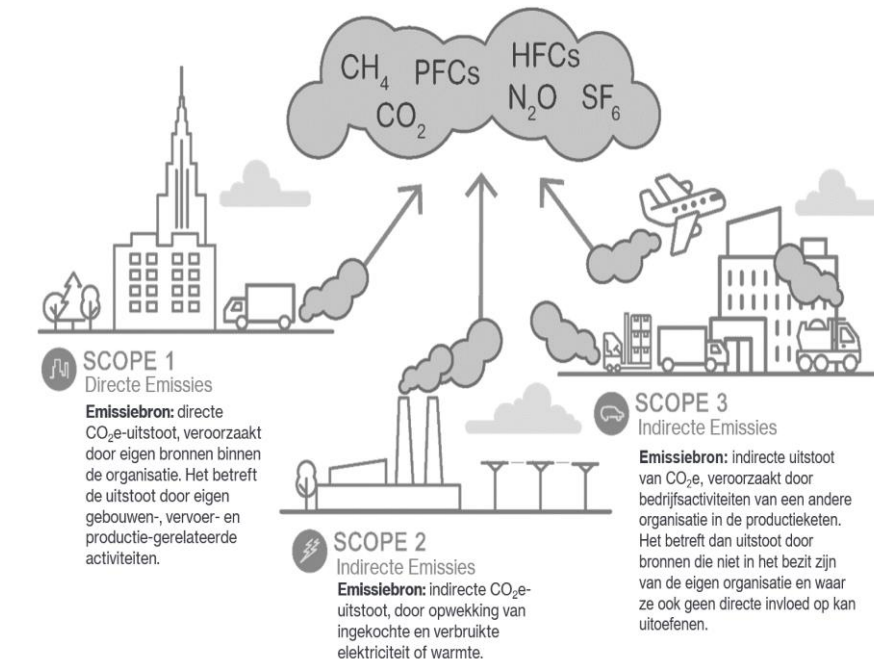 CH₄ PFCs HFCs
CO₂ N₂O SF₆
SCOPE 1
Directe Emissies
Emissiebron: directe
CO₂e-uitstoot, veroorzaakt
door eigen bronnen binnen
de organisatie. Het betreft
de uitstoot door eigen
gebouwen-, vervoer- en
productie-gerelateerde
activiteiten.
SCOPE 2
Indirecte Emissies
Emissiebron: indirecte CO₂e-
uitstoot, door opwekking van
ingekochte en verbruikte
elektriciteit of warmte.
SCOPE 3
Indirecte Emissies
Emissiebron: indirecte uitstoot
van CO₂e, veroorzaakt door
bedrijfsactiviteiten van een andere
organisatie in de productieketen.
Het betreft dan uitstoot door
bronnen die niet in het bezit zijn
van de eigen organisatie en waar
ze ook geen directe invloed op kan
uitoefenen.